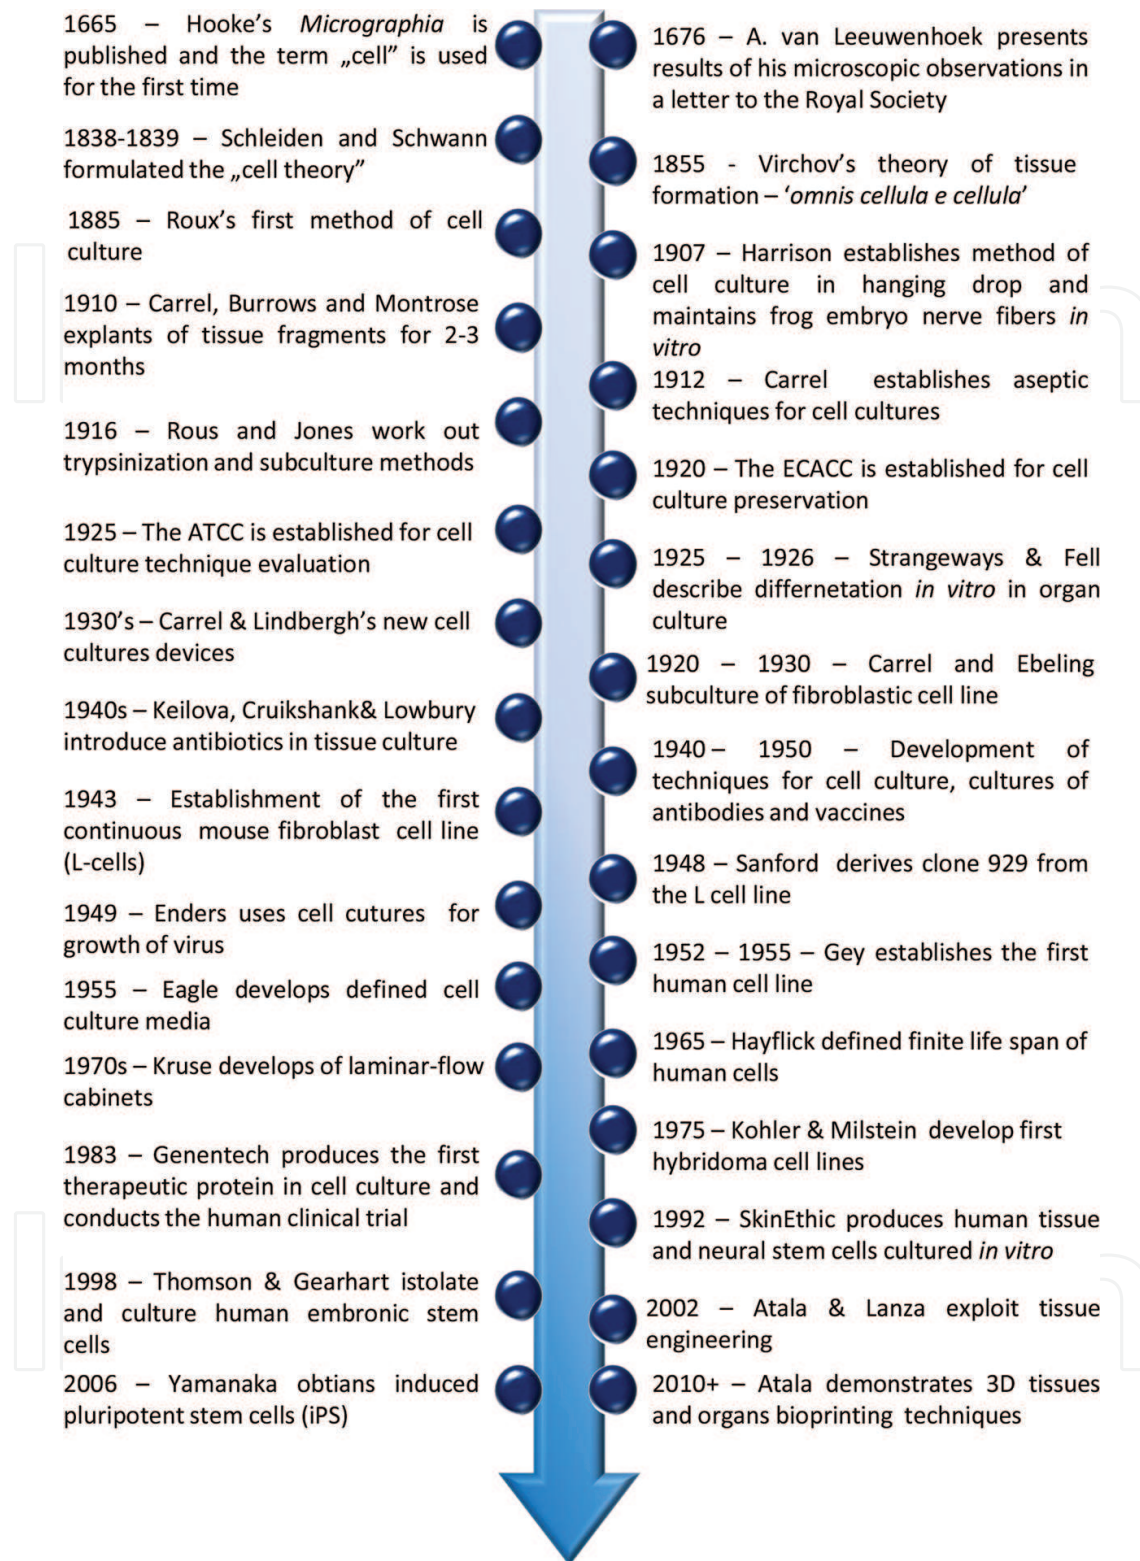 1665 – Hooke's Micrographia is
published and the term „cell” is used
for the first time
1676 – A. van Leeuwenhoek presents
results of his microscopic observations in
a letter to the Royal Society
1838-1839 – Schleiden and Schwann
formulated the „cell theory”
1855 - Virchov's theory of tissue
formation – ‘omnis cellula e cellula’
1885 – Roux's first method of cell
culture
1907 – Harrison establishes method of
cell culture in hanging drop and
maintains frog embryo nerve fibers in
vitro
1910 – Carrel, Burrows and Montrose
explants of tissue fragments for 2-3
months
1912 – Carrel establishes aseptic
techniques for cell cultures
1916 – Rous and Jones work out
trypsinization and subculture methods
1920 – The ECACC is established for cell
culture preservation
1925 – The ATCC is established for cell
culture technique evaluation
1925 – 1926 – Strangeways & Fell
describe differnetation in vitro in organ
culture
1930's – Carrel & Lindbergh's new cell
cultures devices
1920 – 1930 – Carrel and Ebeling
subculture of fibroblastic cell line
1940s – Keilova, Cruikshank& Lowbury
introduce antibiotics in tissue culture
1940 – 1950 – Development of
techniques for cell culture, cultures of
antibodies and vaccines
1943 – Establishment of the first
continuous mouse fibroblast cell line
(L-cells)
1948 – Sanford derives clone 929 from
the L cell line
1949 – Enders uses cell cutures for
growth of virus
1952 – 1955 – Gey establishes the first
human cell line
1955 – Eagle develops defined cell
culture media
1965 – Hayflick defined finite life span of
human cells
1970s – Kruse develops of laminar-flow
cabinets
1975 – Kohler & Milstein develop first
hybridoma cell lines
1983 – Genentech produces the first
therapeutic protein in cell culture and
conducts the human clinical trial
1992 – SkinEthic produces human tissue
and neural stem cells cultured in vitro
1998 – Thomson & Gearhart istolate
and culture human embronic stem
cells
2002 – Atala & Lanza exploit tissue
engineering
2006 – Yamanaka obtians induced
pluripotent stem cells (iPS)
2010+ – Atala demonstrates 3D tissues
and organs bioprinting techniques